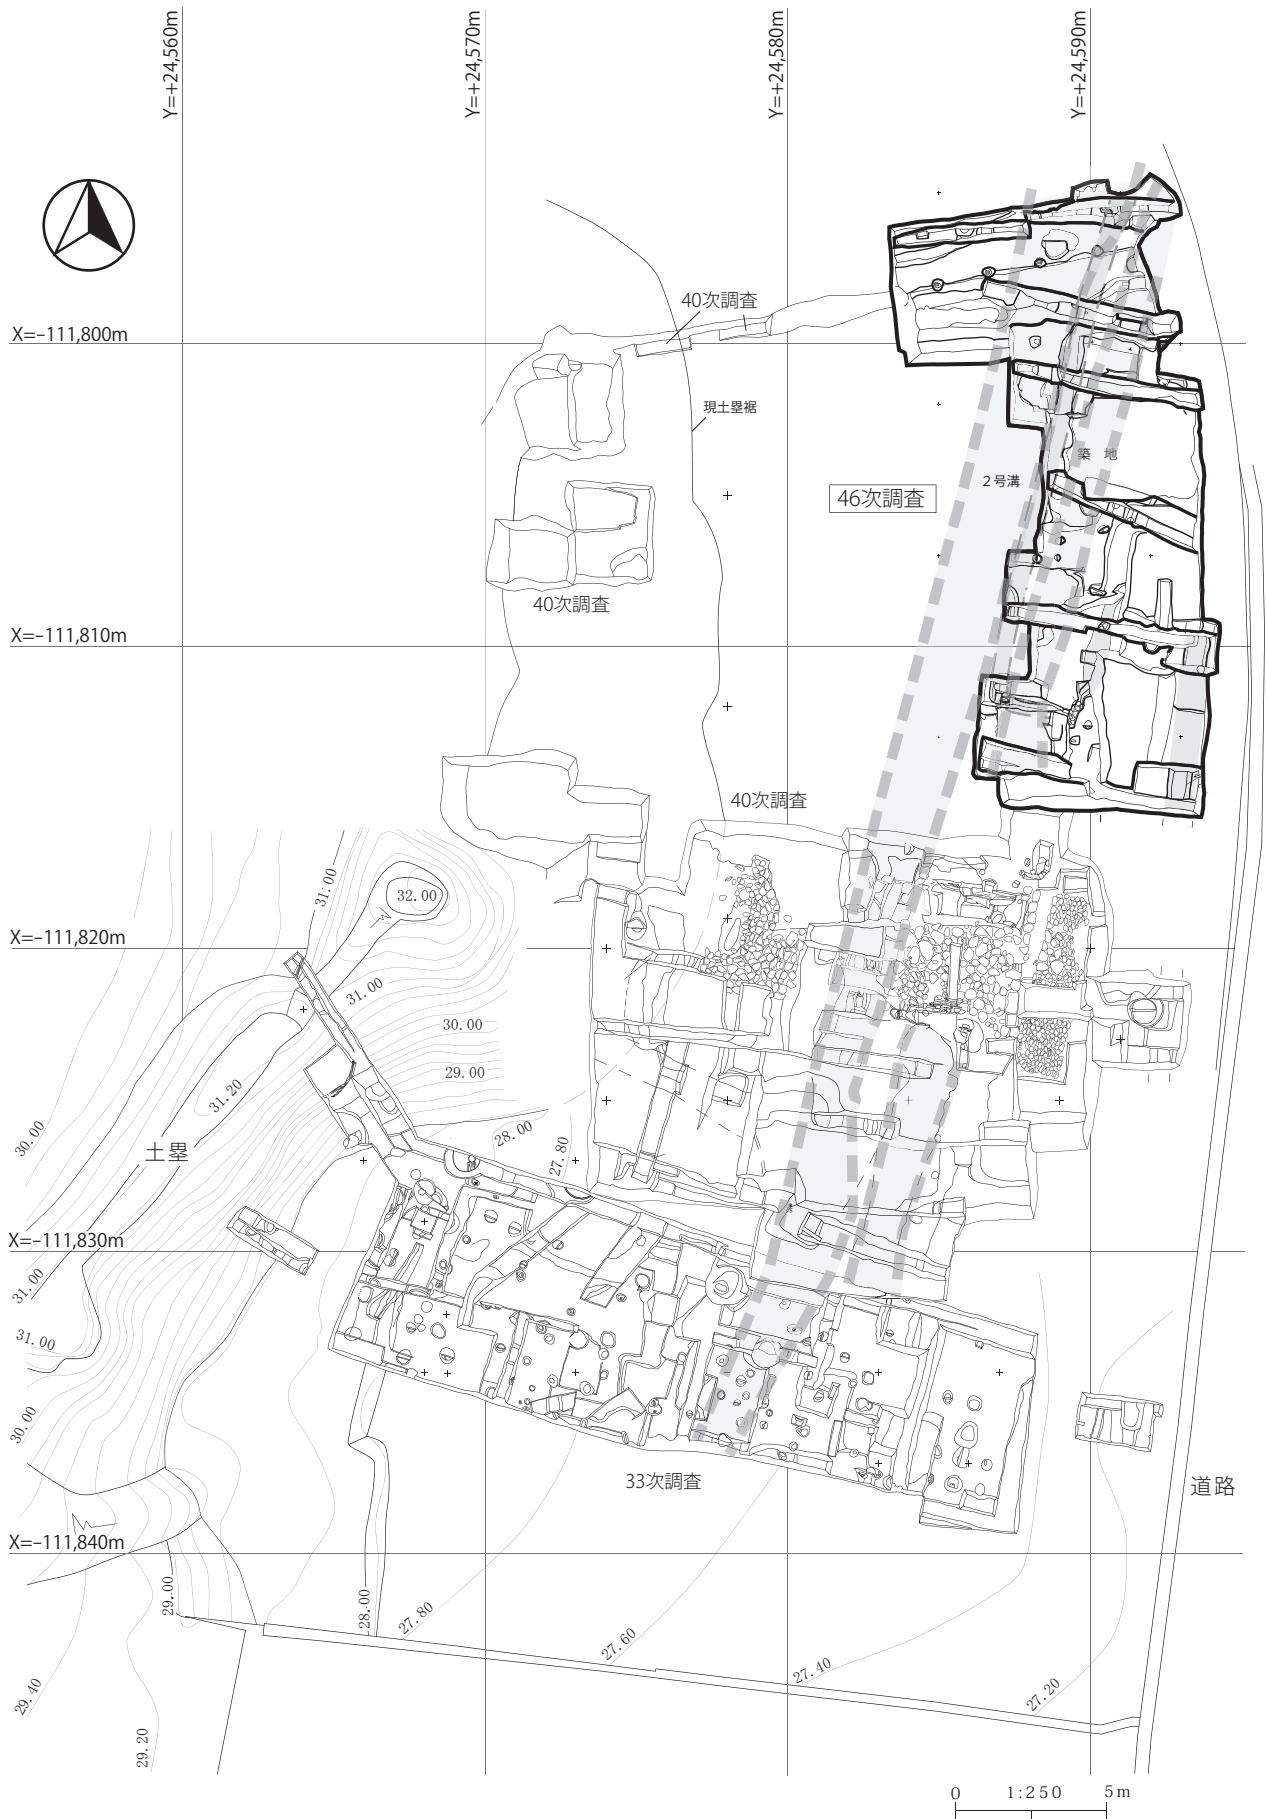 Y=+24,560m
Y=+24,570m
Y=+24,580m
Y=+24,590m
40次調査
X=−111,800m
現土塁裾
築 地
2号溝
46次調査
40次調査
X=−111,810m
40次調査
31.00
32.00
X=−111,820m
31.00
30.00
29.00
31.20
30.00
28.00
27.80
土塁
X=−111,830m
31.00
31.00
30.00
33次調査
道路
X=−111,840m
29.00
28.00
27.80
27.60
27.40
27.20
29.40
29.20
0 1:250 5m